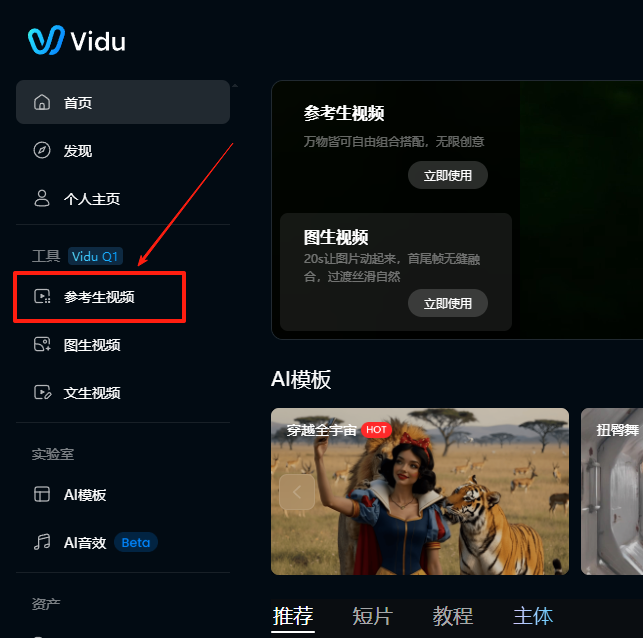 Vidu
首页
发现
个人主页
工具 Vidu Q1
参考生视频
图生视频
文生视频
实验室
AI模板
AI音效 Beta
资产
参考生视频
万物皆可自由组合搭配，无限创意
立即使用
图生视频
20s让图片动起来，首尾帧无缝融
合，过渡丝滑自然
立即使用
AI模板
穿越全宇宙 HOT
扭臀舞
推荐 短片 教程 主体